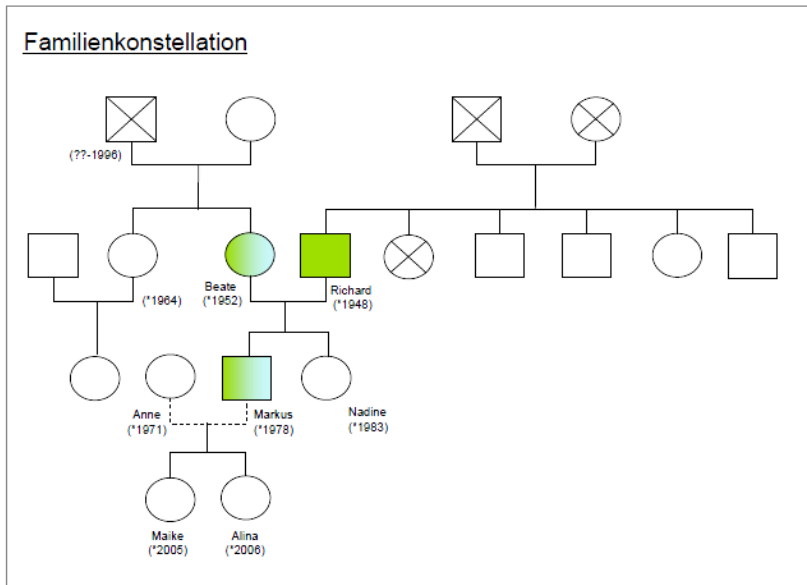 Familienkonstellation
(??-1996)
(*1964)
Beate
(*1952)
Richard
(*1948)
Anne
(*1971)
Markus
(*1978)
Nadine
(*1983)
Maike
(*2005)
Alina
(*2006)